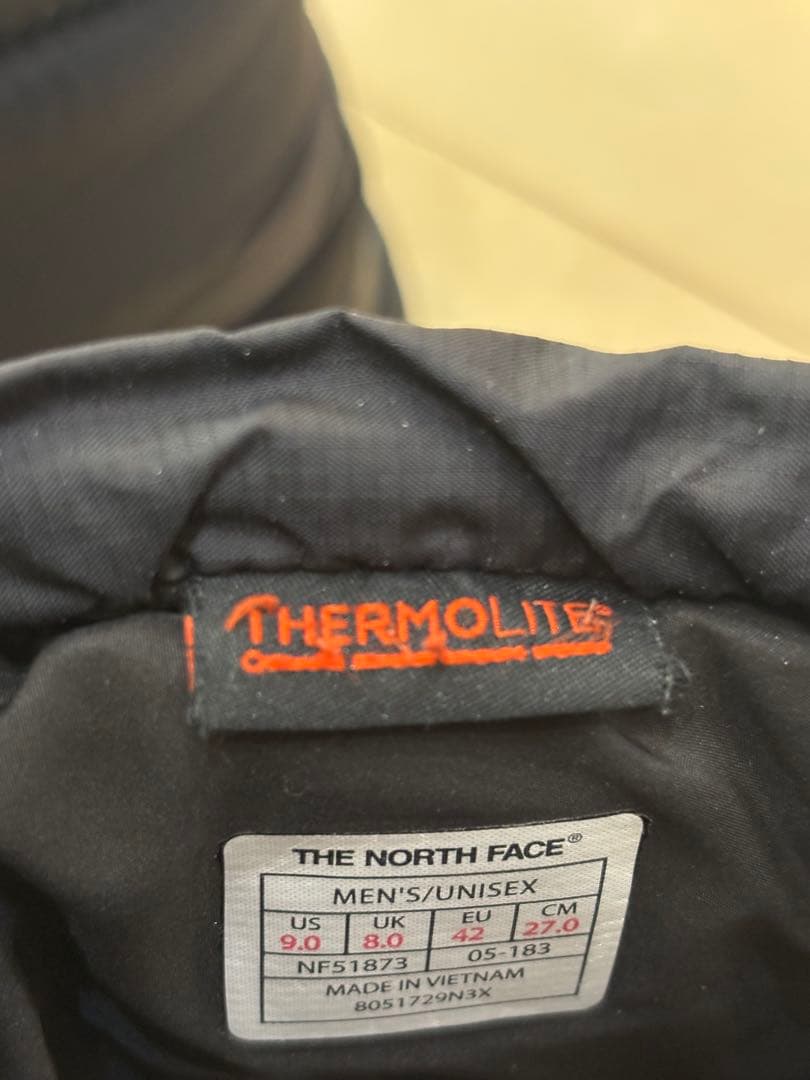 THERMOLITE
THE NORTH FACE®
MEN'S/UNISEX
US UK EU CM
9.0 8.0 42 27.0
NF51873 05-183
MADE IN VIETNAM
8051729N3X